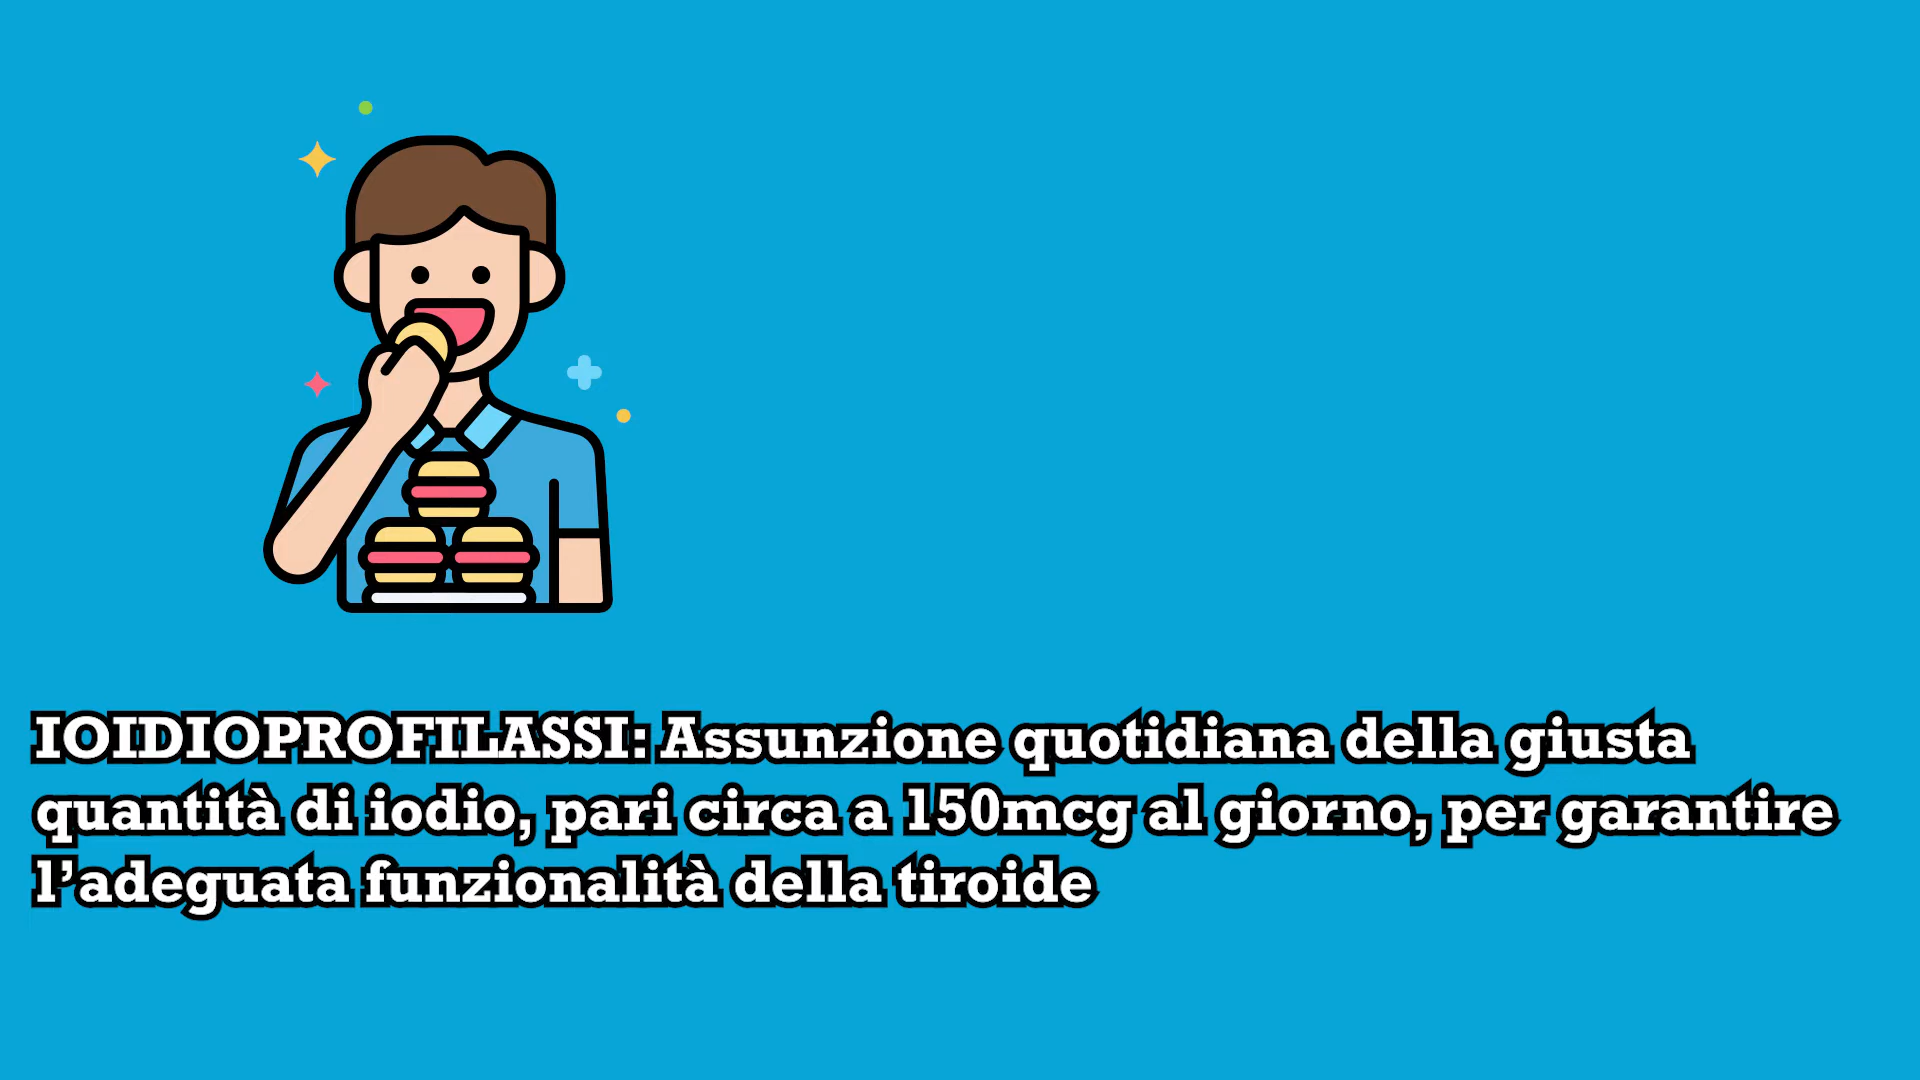 IOIDIOPROFILASSI: Assunzione quotidiana della giusta
quantità di iodio, pari circa a 150mcg al giorno, per garantire
l’adeguata funzionalità della tiroide